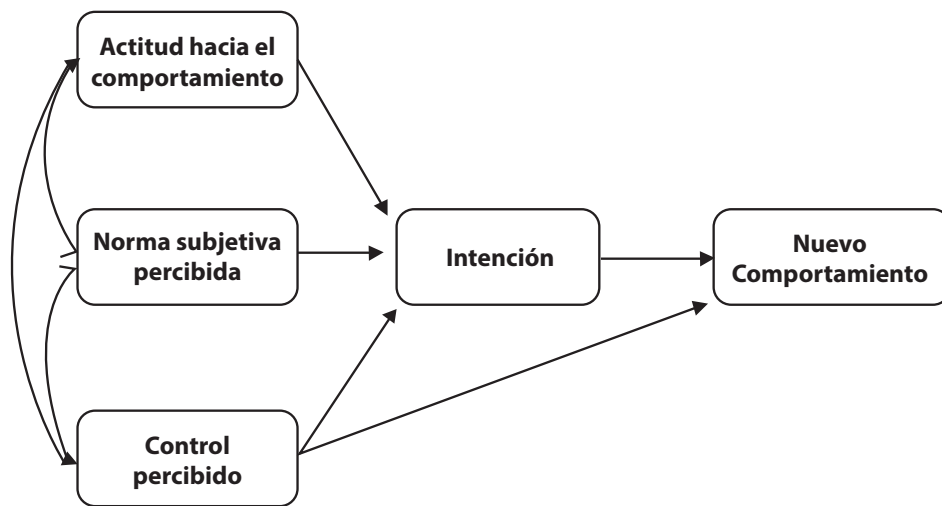 Actitud hacia el
comportamiento
Norma subjetiva
percibida
Intención
Nuevo
Comportamiento
Control
percibido